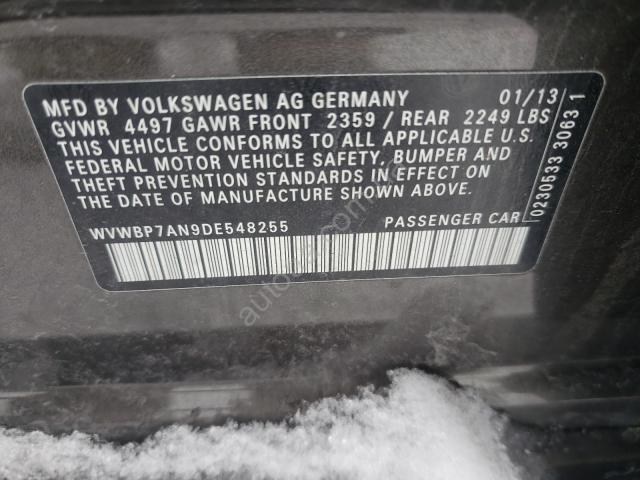 MFD BY VOLKSWAGEN AG GERMANY 01/13
GVWR 4497 GAWR FRONT 2359 / REAR 2249 LBS
THIS VEHICLE CONFORMS TO ALL APPLICABLE U.S.
FEDERAL MOTOR VEHICLE SAFETY, BUMPER AND
THEFT PREVENTION STANDARDS IN EFFECT ON
THE DATE OF MANUFACTURE SHOWN ABOVE.
WVWBP7AN9DE548255 PASSENGER CAR
0230533 30631